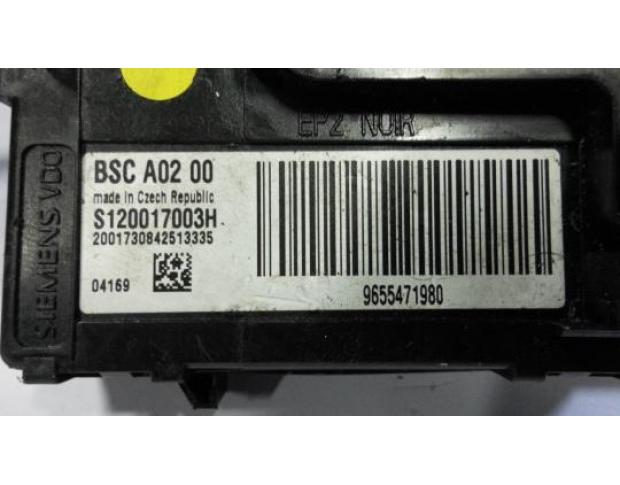 EP2 NOIR
SIEMENS VDO
BSC A02 00
made in Czech Republic
S120017003H
2001730842513335
04169
9655471980